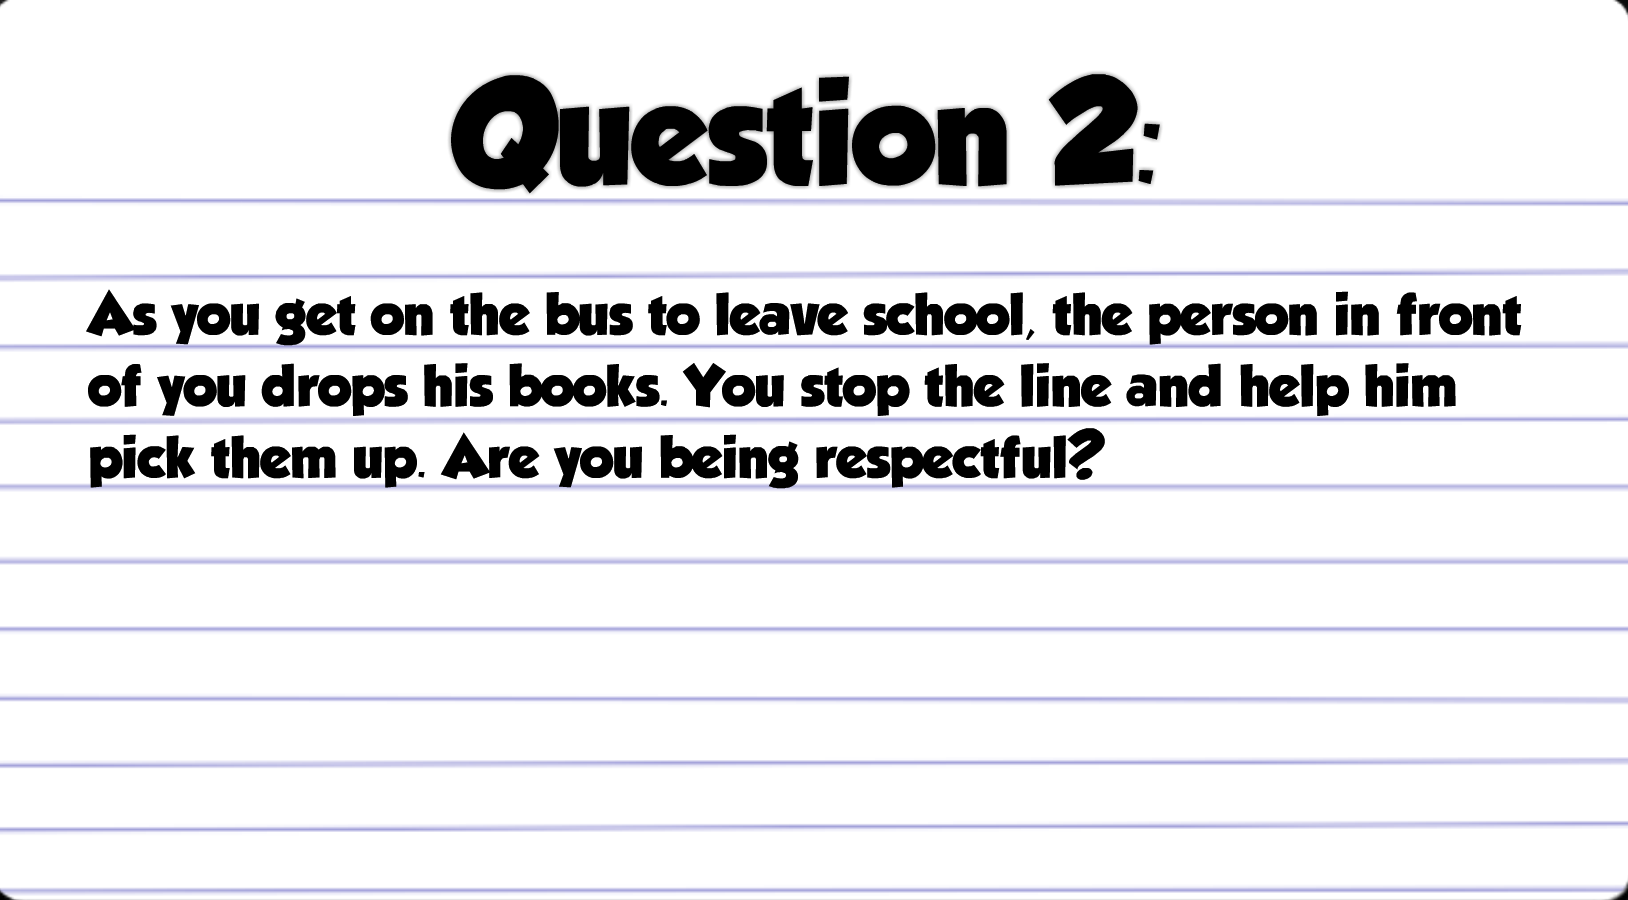 Question 2:
As you get on the bus to leave school, the person in front
of you drops his books. You stop the line and help him
pick them up. Are you being respectful?